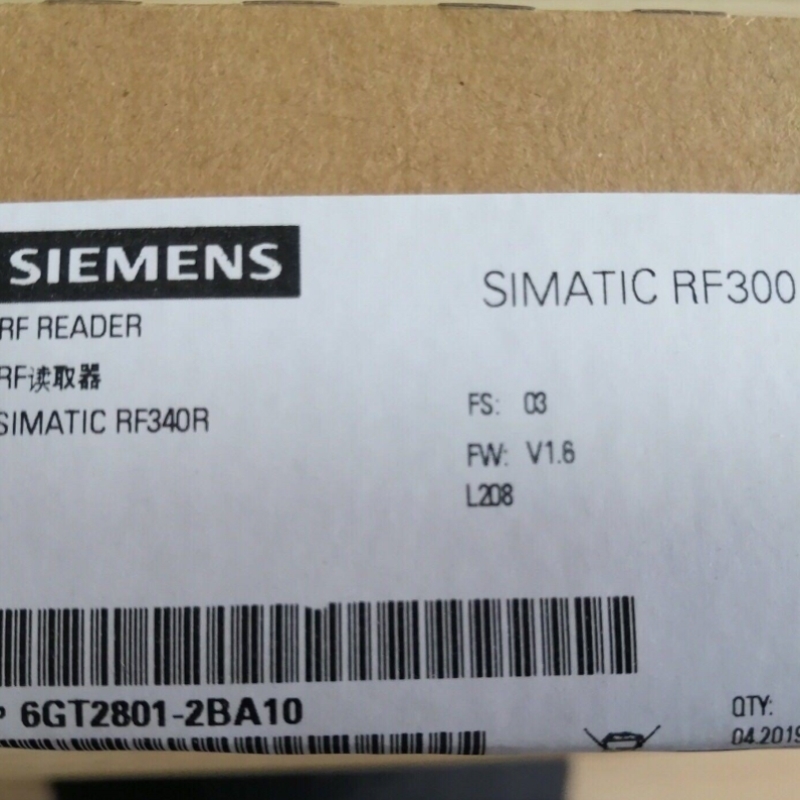 SIEMENS
SIMATIC RF300
RF READER
RF读取器
SIMATIC RF340R
FS: 03
FW: V1.6
L208
P 6GT2801-2BA10
QTY:
04.2019